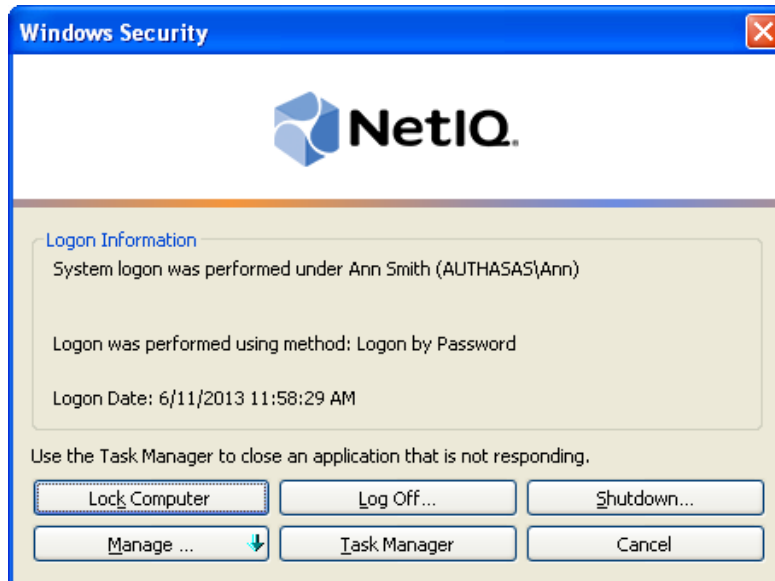 Windows Security
NetIQ.
Logon Information
System logon was performed under Ann Smith (AUTHASAS\Ann)
Logon was performed using method: Logon by Password
Logon Date: 6/11/2013 11:58:29 AM
Use the Task Manager to close an application that is not responding.
Lock Computer
Log Off...
Shutdown...
Manage ...
Task Manager
Cancel